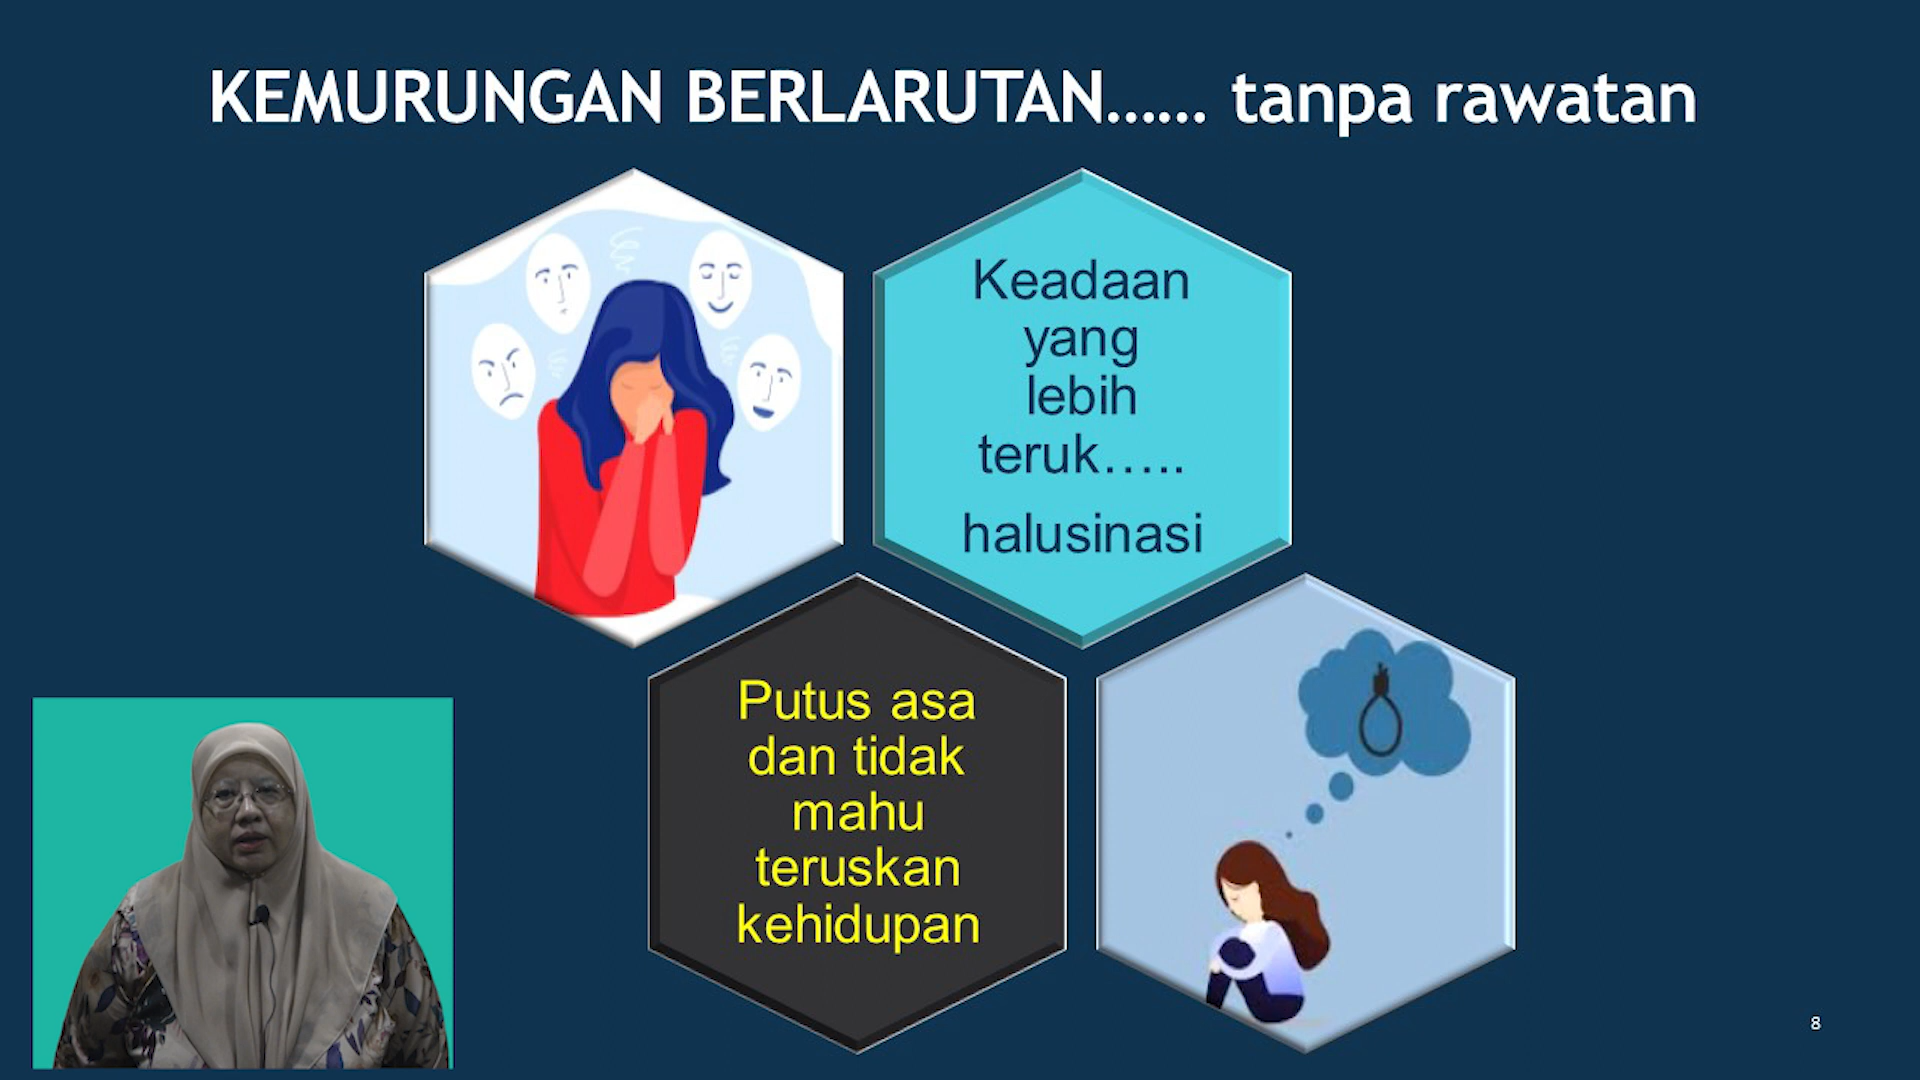 KEMURUNGAN BERLARUTAN...... tanpa rawatan
Keadaan
yang
lebih
teruk.....
halusinasi
Putus asa
dan tidak
mahu
teruskan
kehidupan
8